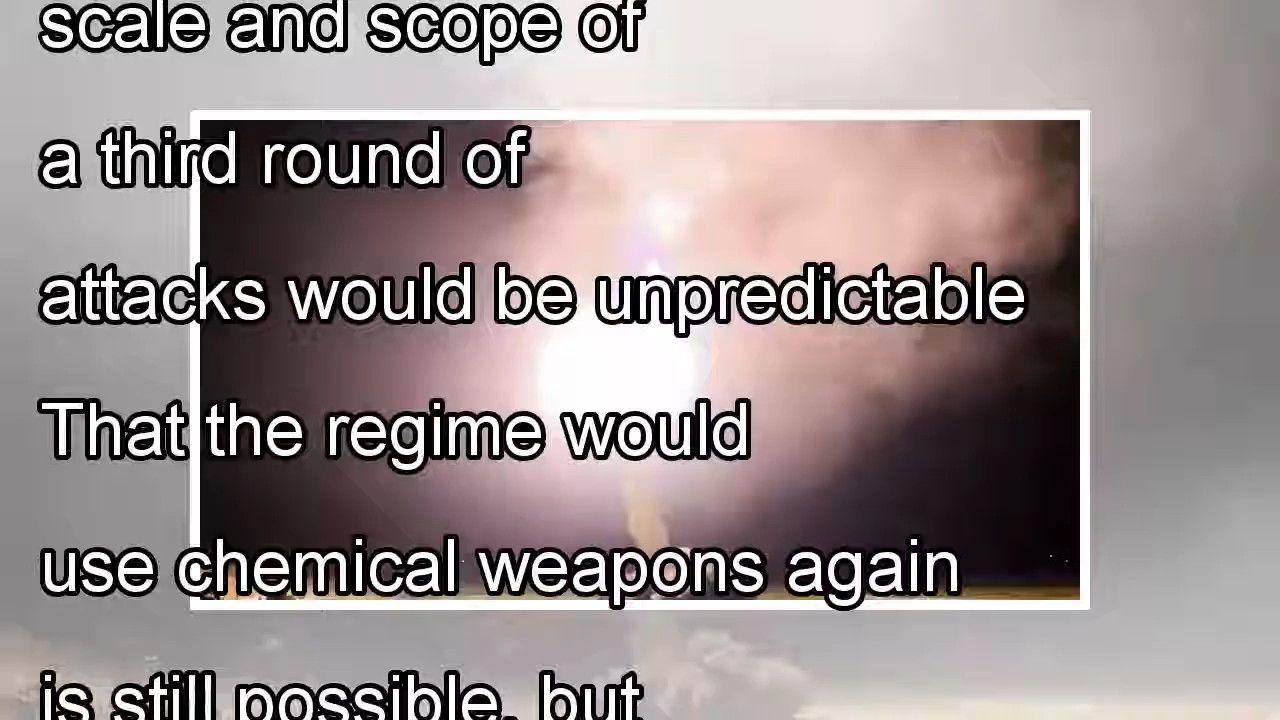 scale and scope of
a third round of
attacks would be unpredictable
That the regime would
use chemical weapons again
is still possible, but